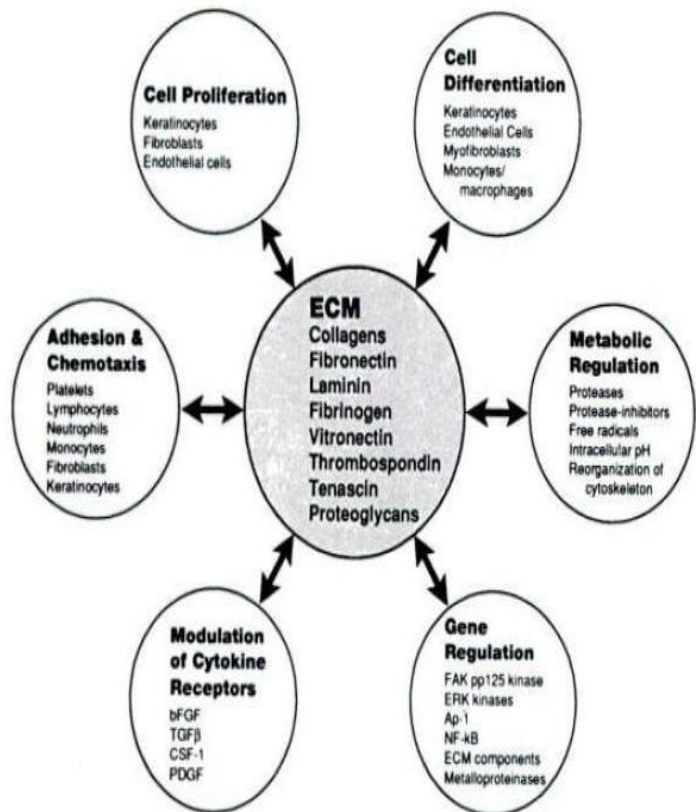 Cell Proliferation
Keratinocytes
Fibroblasts
Endothelial cells
Cell
Differentiation
Keratinocytes
Endothelial Cells
Myofibroblasts
Monocytes/
macrophages
Adhesion &
Chemotaxis
Platelets
Lymphocytes
Neutrophils
Monocytes
Fibroblasts
Keratinocytes
ECM
Collagens
Fibronectin
Laminin
Fibrinogen
Vitronectin
Thrombospondin
Tenascin
Proteoglycans
Metabolic
Regulation
Proteases
Protease-inhibitors
Free radicals
Intracellular pH
Reorganization of
cytoskeleton
Modulation
of Cytokine
Receptors
bFGF
TGFβ
CSF-1
PDGF
Gene
Regulation
FAK pp125 kinase
ERK kinases
Ap-1
NF-kB
ECM components
Metalloproteinases